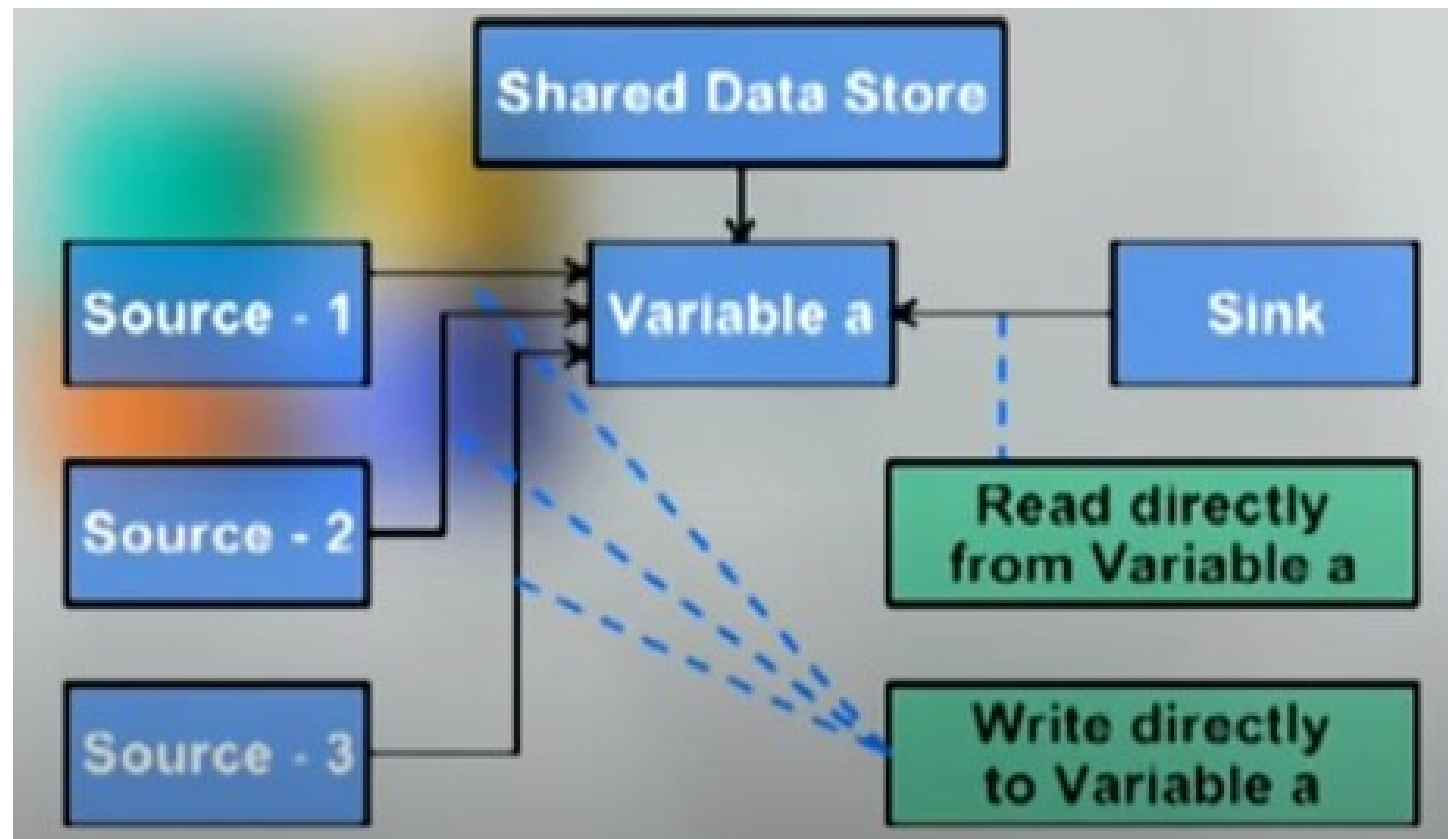 Shared Data Store
Source - 1
Variable a
Sink
Source - 2
Read directly
from Variable a
Source - 3
Write directly
to Variable a